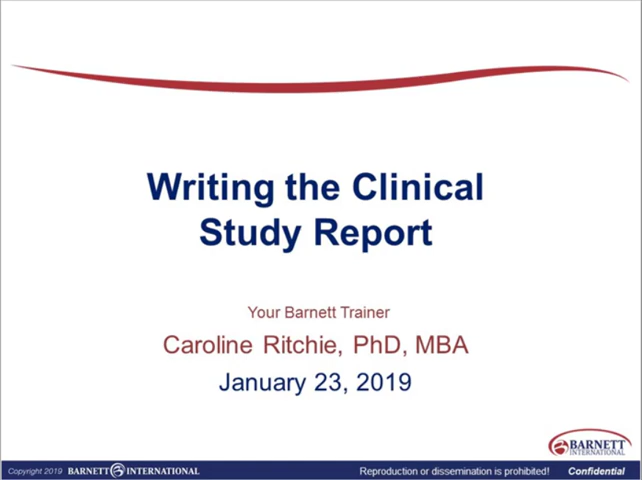 Writing the Clinical
Study Report
Your Barnett Trainer
Caroline Ritchie, PhD, MBA
January 23, 2019
BARNETT
INTERNATIONAL
Copyright 2019 BARNETT INTERNATIONAL Reproduction or dissemination is prohibited! Confidential